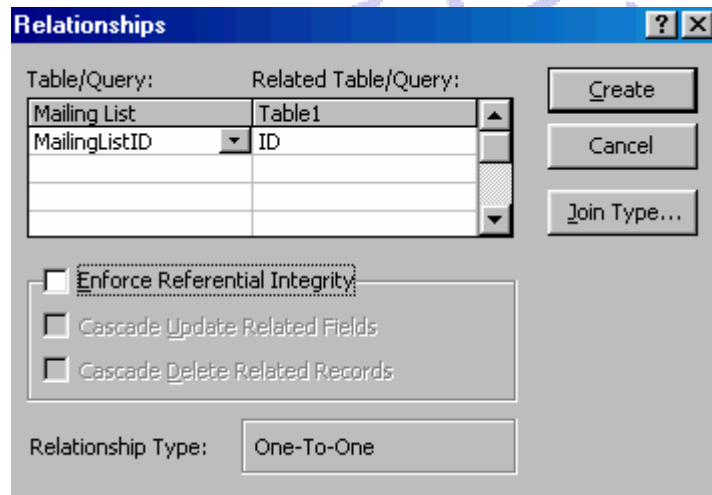 Relationships
Table/Query: Related Table/Query:
Mailing List Table1
MailingListID ID
Create
Cancel
Join Type...
Enforce Referential Integrity
Cascade Update Related Fields
Cascade Delete Related Records
Relationship Type: One-To-One